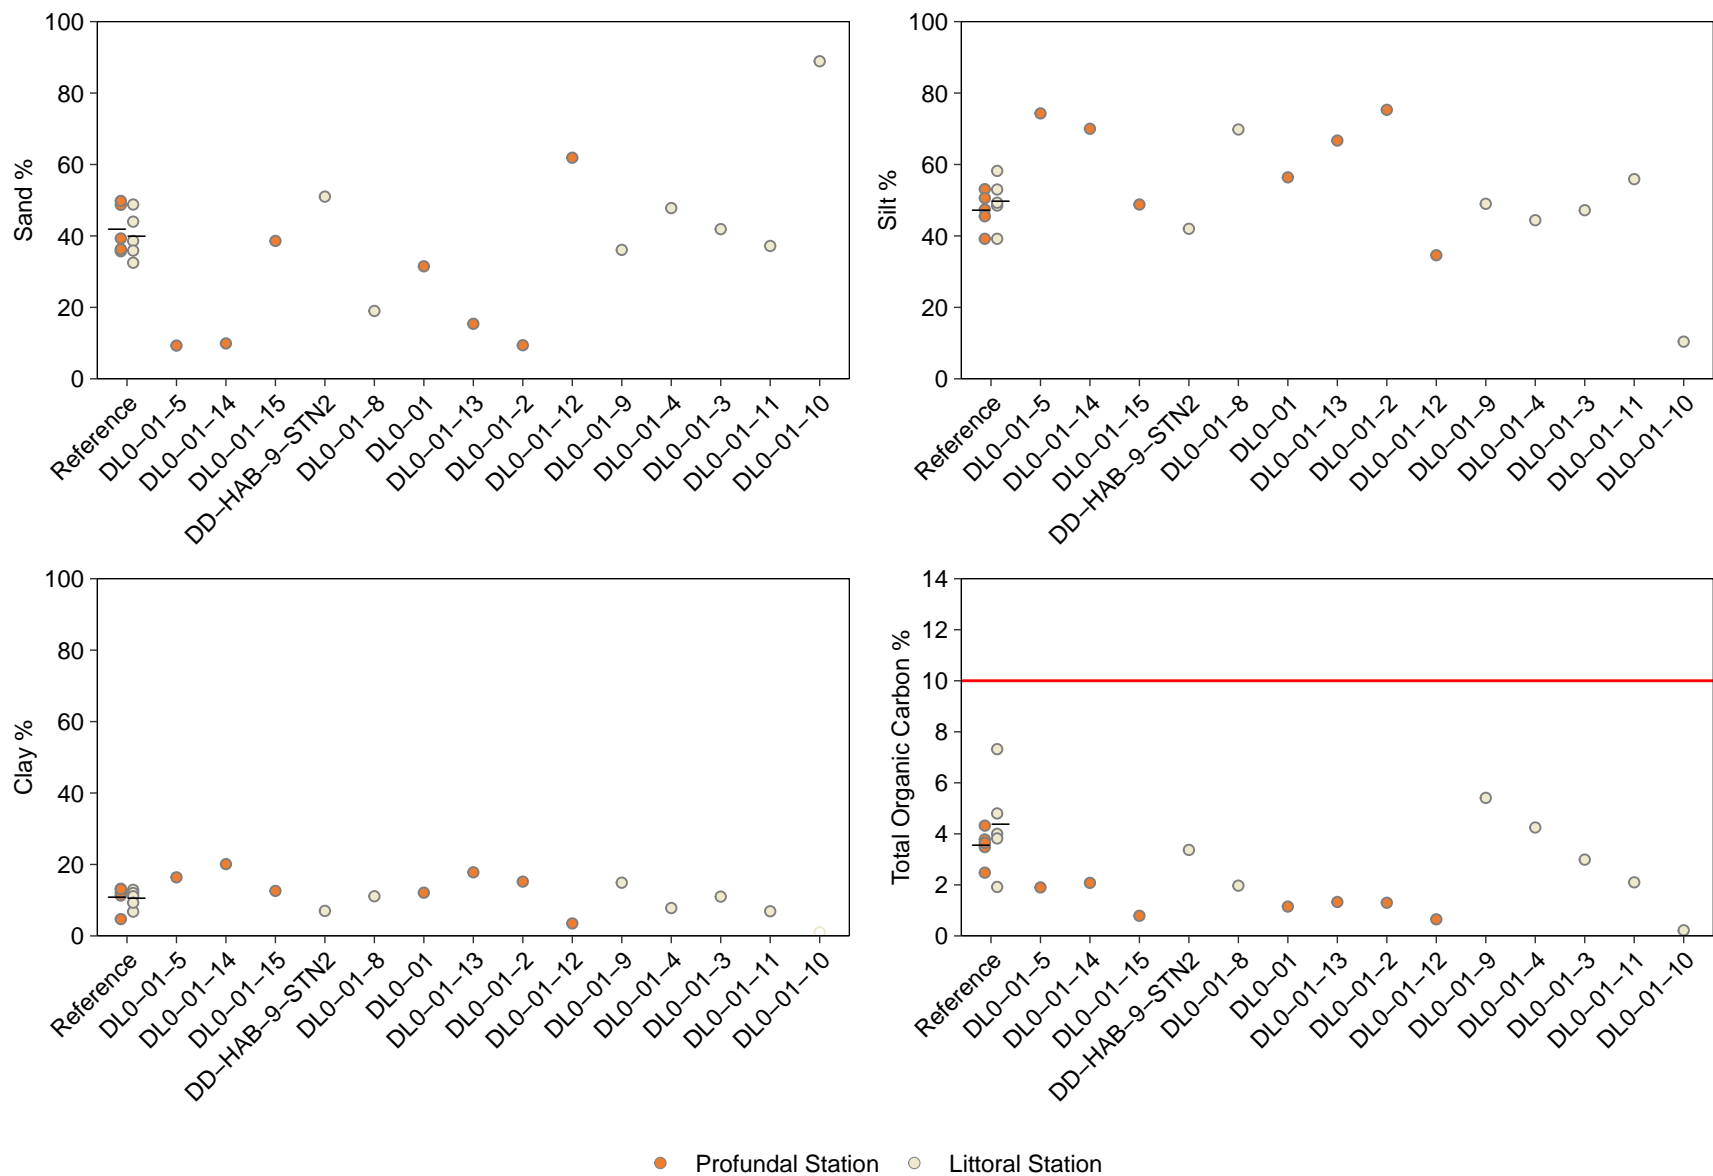 100
80
60
40
20
0
Sand %
Reference
DL0−01−5
DL0−01−14
DL0−01−15
DD−HAB−9−STN2
DL0−01−8
DL0−01
DL0−01−13
DL0−01−2
DL0−01−12
DL0−01−9
DL0−01−4
DL0−01−3
DL0−01−11
DL0−01−10
100
80
60
40
20
0
Silt %
Reference
DL0−01−5
DL0−01−14
DL0−01−15
DD−HAB−9−STN2
DL0−01−8
DL0−01
DL0−01−13
DL0−01−2
DL0−01−12
DL0−01−9
DL0−01−4
DL0−01−3
DL0−01−11
DL0−01−10
100
80
60
40
20
0
Clay %
Reference
DL0−01−5
DL0−01−14
DL0−01−15
DD−HAB−9−STN2
DL0−01−8
DL0−01
DL0−01−13
DL0−01−2
DL0−01−12
DL0−01−9
DL0−01−4
DL0−01−3
DL0−01−11
DL0−01−10
14
12
10
8
6
4
2
0
Total Organic Carbon %
Reference
DL0−01−5
DL0−01−14
DL0−01−15
DD−HAB−9−STN2
DL0−01−8
DL0−01
DL0−01−13
DL0−01−2
DL0−01−12
DL0−01−9
DL0−01−4
DL0−01−3
DL0−01−11
DL0−01−10
Profundal Station Littoral Station